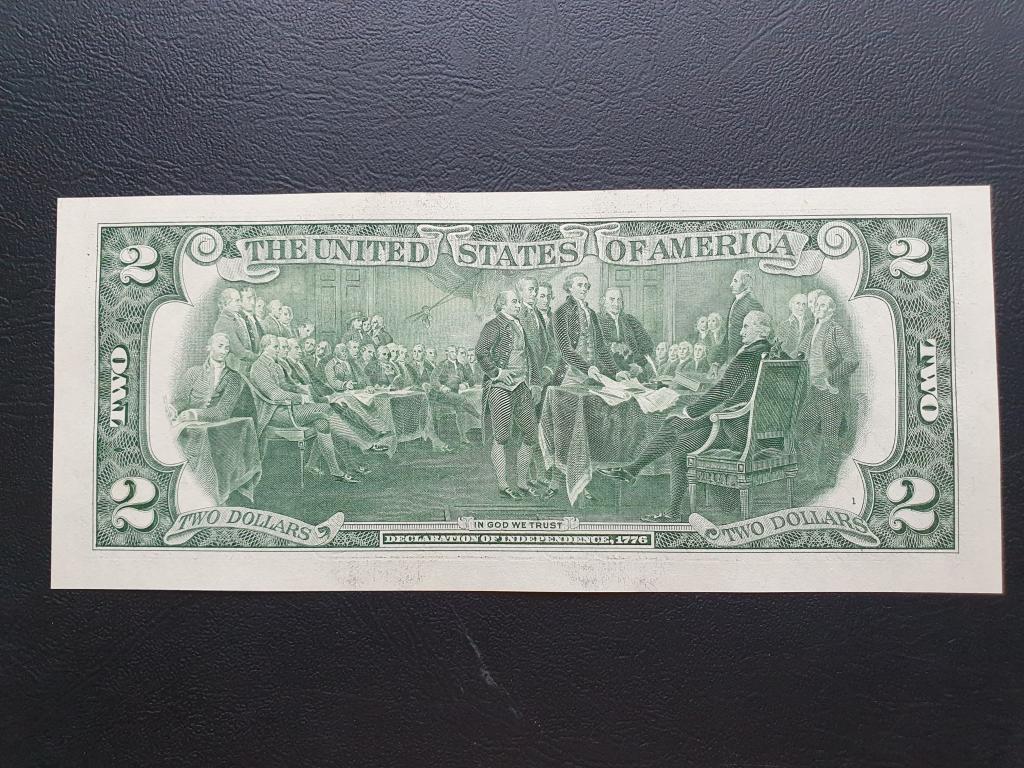 THE UNITED STATES OF AMERICA
2
2
TWO
TWO
2
2
1
TWO DOLLARS
TWO DOLLARS
IN GOD WE TRUST
DECLARATION OF INDEPENDENCE, 1776